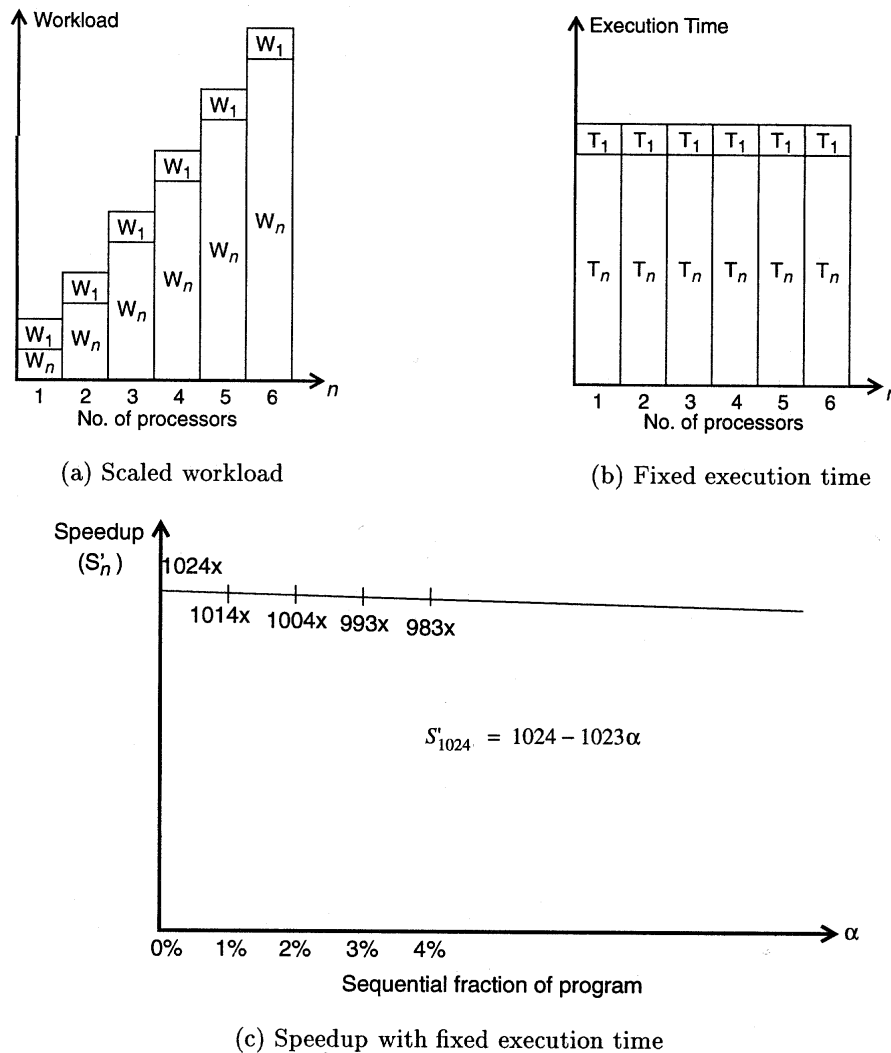 Workload
W1
W1
W1
W1
W1
W1
Wn
Wn
Wn
Wn
Wn
Wn
1 2 3 4 5 6 n
No. of processors
(a) Scaled workload
Execution Time
T1 T1 T1 T1 T1 T1
Tn Tn Tn Tn Tn Tn
1 2 3 4 5 6
No. of processors
(b) Fixed execution time
Speedup
(S'n)
1024x
1014x 1004x 993x 983x
S'1024 = 1024 – 1023α
α
0% 1% 2% 3% 4%
Sequential fraction of program
(c) Speedup with fixed execution time